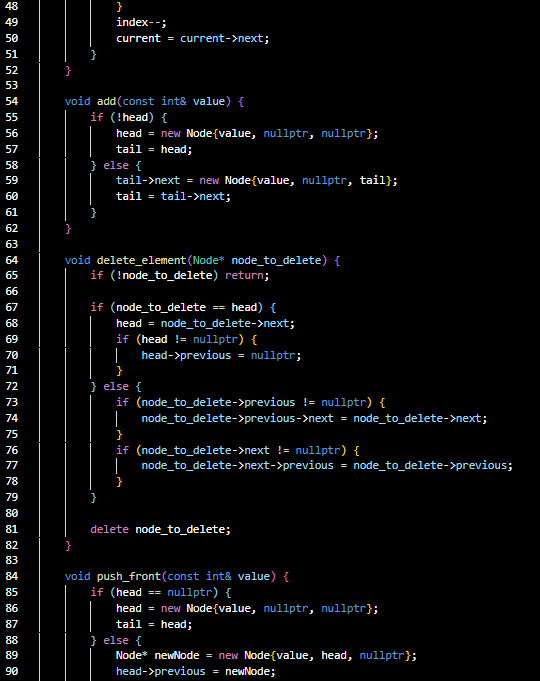 48             }
49             index--;
50             current = current->next;
51         }
52     }
53
54     void add(const int& value) {
55         if (!head) {
56             head = new Node{value, nullptr, nullptr};
57             tail = head;
58         } else {
59             tail->next = new Node{value, nullptr, tail};
60             tail = tail->next;
61         }
62     }
63
64     void delete_element(Node* node_to_delete) {
65         if (!node_to_delete) return;
66
67         if (node_to_delete == head) {
68             head = node_to_delete->next;
69             if (head != nullptr) {
70                 head->previous = nullptr;
71             }
72         } else {
73             if (node_to_delete->previous != nullptr) {
74                 node_to_delete->previous->next = node_to_delete->next;
75             }
76             if (node_to_delete->next != nullptr) {
77                 node_to_delete->next->previous = node_to_delete->previous;
78             }
79         }
80
81         delete node_to_delete;
82     }
83
84     void push_front(const int& value) {
85         if (head == nullptr) {
86             head = new Node{value, nullptr, nullptr};
87             tail = head;
88         } else {
89             Node* newNode = new Node{value, head, nullptr};
90             head->previous = newNode;